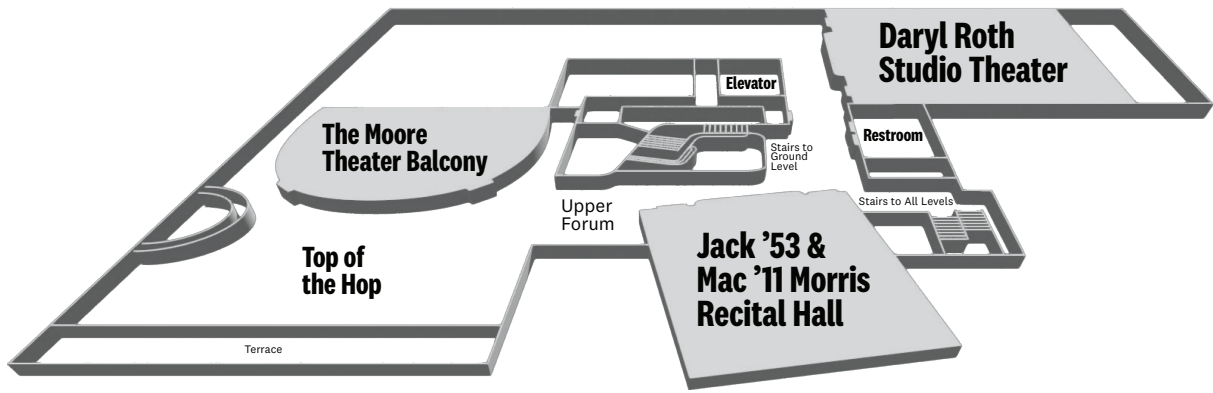 Daryl Roth
Studio Theater
Elevator
The Moore
Theater Balcony
Restroom
Stairs to
Ground
Level
Stairs to All Levels
Upper
Forum
Jack ’53 &
Mac ’11 Morris
Recital Hall
Top of
the Hop
Terrace